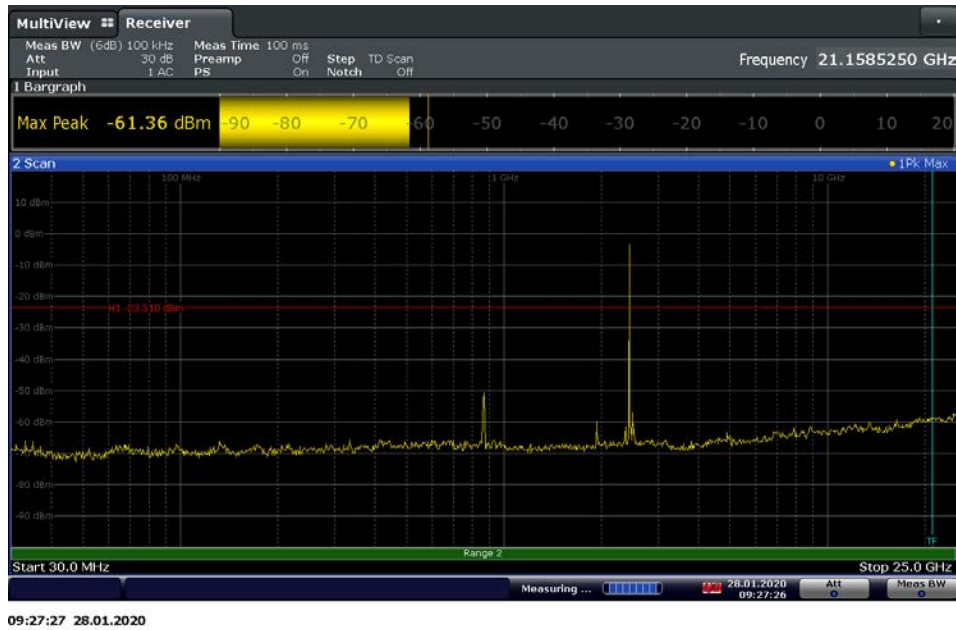 MultiView Receiver
Meas BW (6dB) 100 kHz Meas Time 100 ms
Att 30 dB Preamp Off Step TD Scan
Input 1 AC PS On Notch Off
Frequency 21.1585250 GHz
1 Bargraph
Max Peak -61.36 dBm -90 -80 -70 -60 -50 -40 -30 -20 -10 0 10 20
2 Scan 1Pk Max
100 MHz 1 GHz 10 GHz
10 dBm
0 dBm
-10 dBm
-20 dBm
H1 -23.510 dBm
-30 dBm
-40 dBm
-50 dBm
-60 dBm
-80 dBm
-90 dBm
TF
Range 2
Start 30.0 MHz Stop 25.0 GHz
Measuring ... 28.01.2020 Att Meas BW
09:27:26
09:27:27 28.01.2020